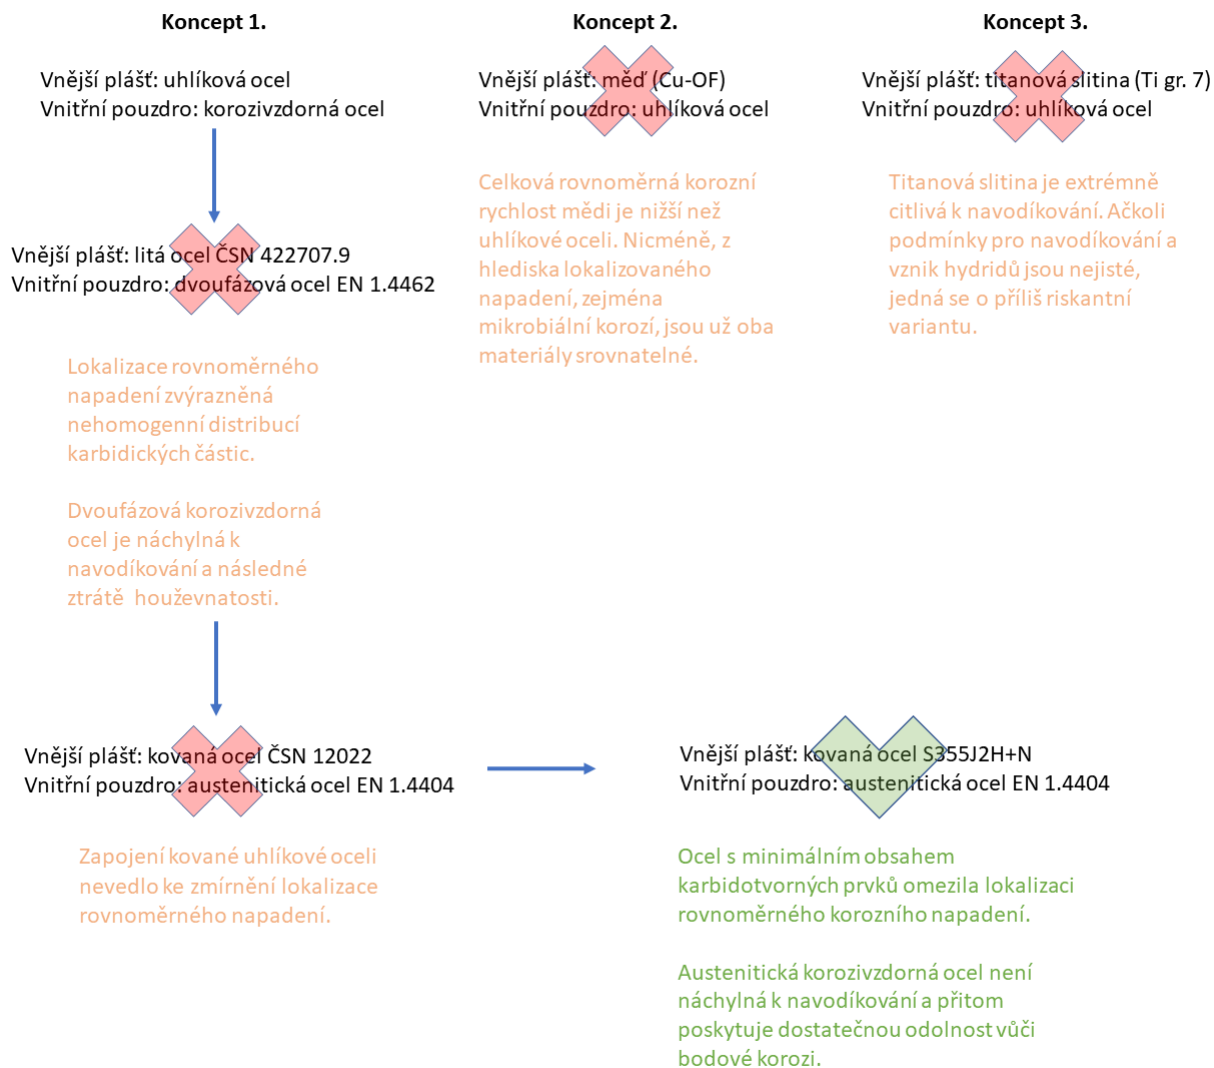 Koncept 1.
Vnější plášť: uhlíková ocel
Vnitřní pouzdro: korozivzdorná ocel
Vnější plášť: litá ocel ČSN 422707.9
Vnitřní pouzdro: dvoufázová ocel EN 1.4462
Lokalizace rovnoměrného
napadení zvýrazněná
nehomogenní distribucí
karbidických částic.
Dvoufázová korozivzdorná
ocel je náchylná k
navodíkování a následné
ztrátě houževnatosti.
Vnější plášť: kovaná ocel ČSN 12022
Vnitřní pouzdro: austenitická ocel EN 1.4404
Zapojení kované uhlíkové oceli
nevedlo ke zmírnění lokalizace
rovnoměrného napadení.
Koncept 2.
Vnější plášť: měď (Cu-OF)
Vnitřní pouzdro: uhlíková ocel
Celková rovnoměrná korozní
rychlost mědi je nižší než
uhlíkové oceli. Nicméně, z
hlediska lokalizovaného
napadení, zejména
mikrobiální korozí, jsou už oba
materiály srovnatelné.
Koncept 3.
Vnější plášť: titanová slitina (Ti gr. 7)
Vnitřní pouzdro: uhlíková ocel
Titanová slitina je extrémně
citlivá k navodíkování. Ačkoli
podmínky pro navodíkování a
vznik hydridů jsou nejisté,
jedná se o příliš riskantní
variantu.
Vnější plášť: kovaná ocel S355J2H+N
Vnitřní pouzdro: austenitická ocel EN 1.4404
Ocel s minimálním obsahem
karbidotvorných prvků omezila lokalizaci
rovnoměrného korozního napadení.
Austenitická korozivzdorná ocel není
náchylná k navodíkování a přitom
poskytuje dostatečnou odolnost vůči
bodové korozi.